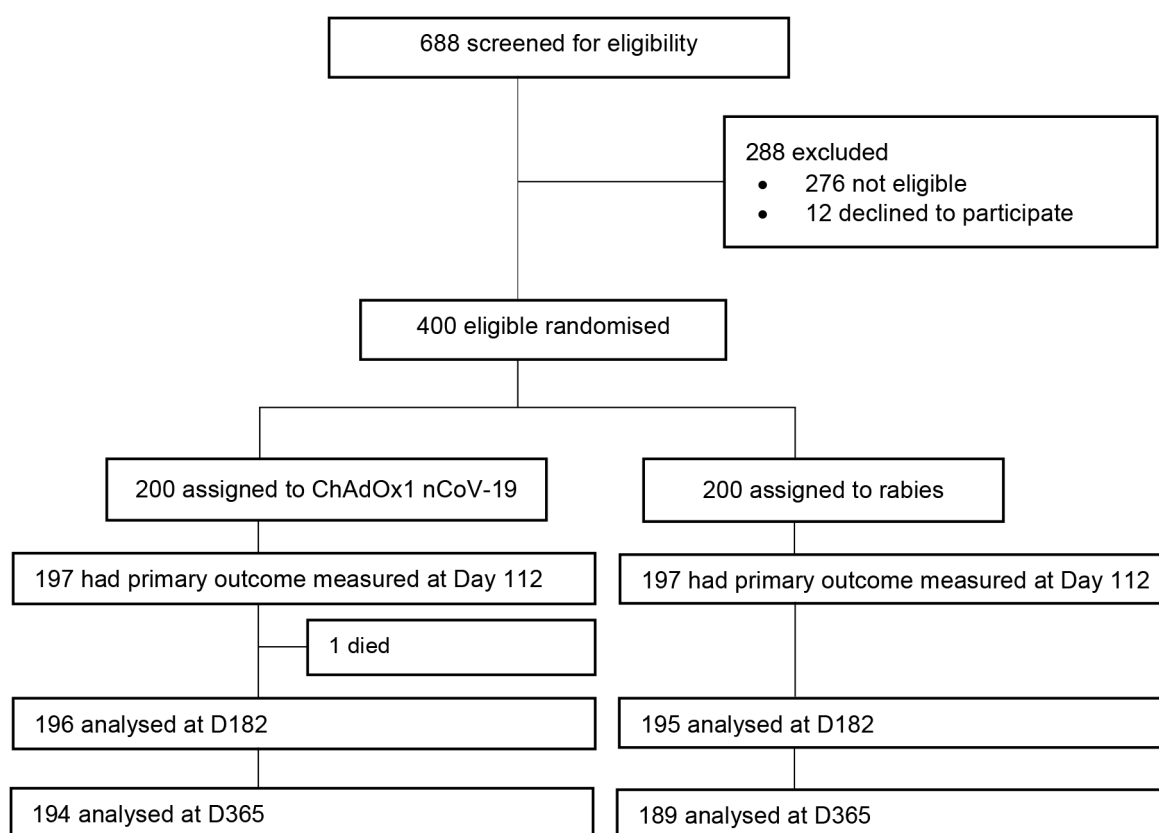 688 screened for eligibility
288 excluded
• 276 not eligible
• 12 declined to participate
400 eligible randomised
200 assigned to ChAdOx1 nCoV-19
200 assigned to rabies
197 had primary outcome measured at Day 112
197 had primary outcome measured at Day 112
1 died
196 analysed at D182
195 analysed at D182
194 analysed at D365
189 analysed at D365